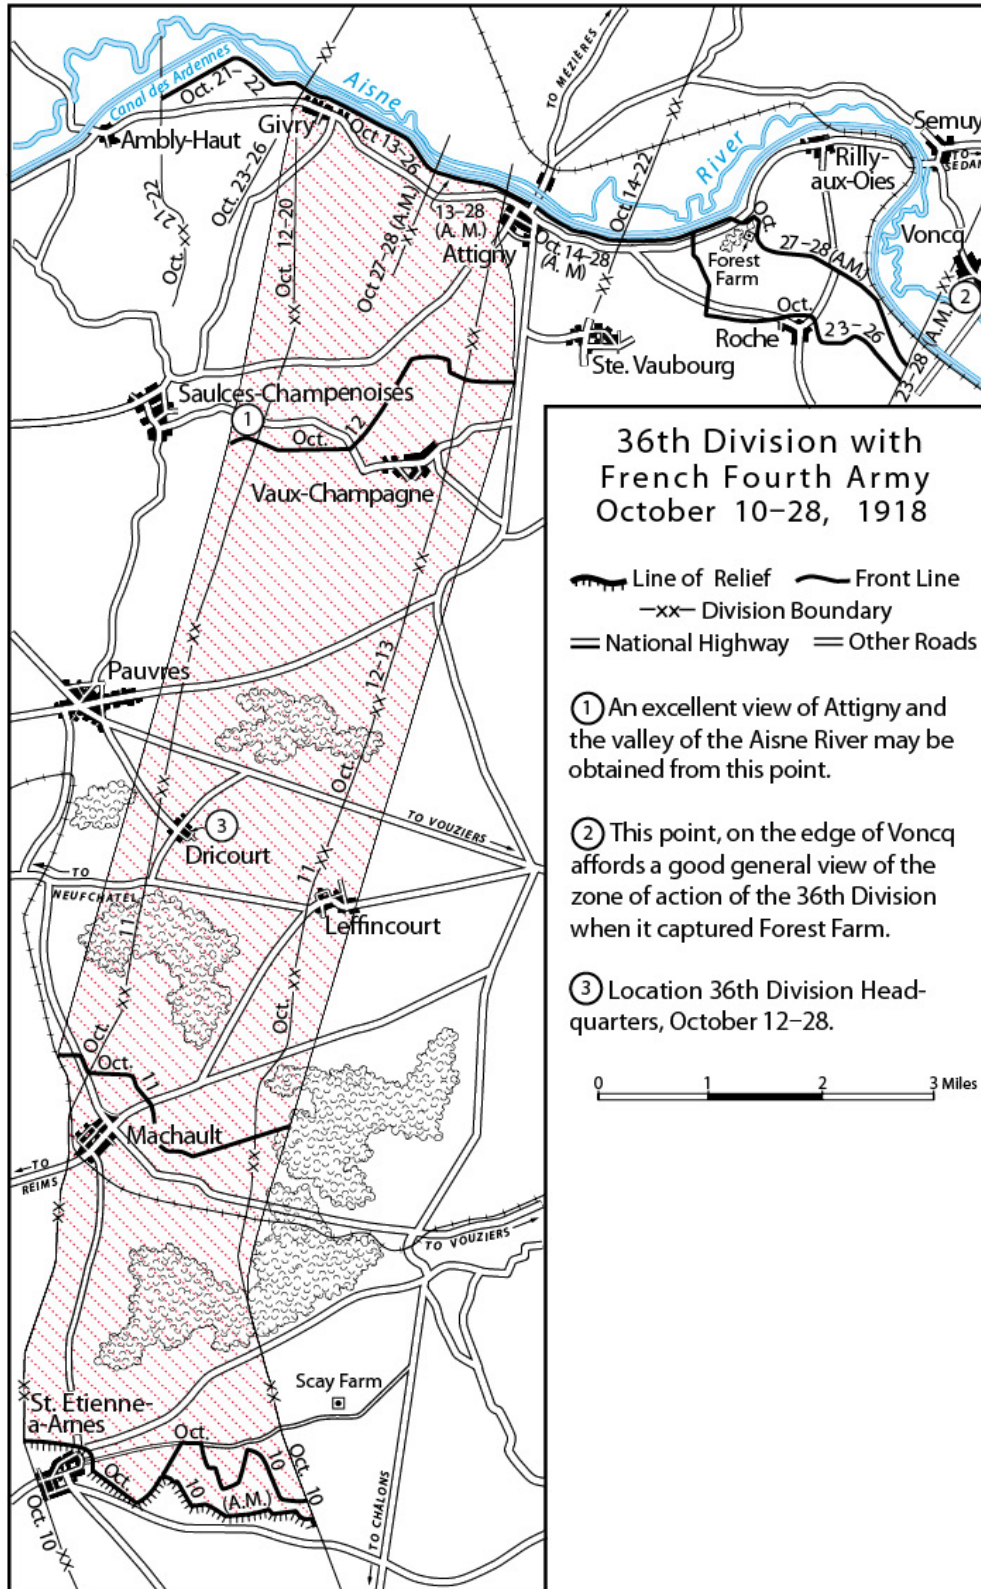 TO MÉZIÈRES
Aisne
Canal des Ardennes
Oct. 21-22
Givry
Ambly-Haut
Oct 13-26
River
Semuy
TO
SEDAN
Rilly-
aux-Oies
Oct. 21-22
Oct. 23-26
Oct. 12-20
Oct 27-28 (A.M.)
13-28
(A. M.)
Attigny
Oct 14-28
(A. M)
Oct 14-22
Forest
Farm
Oct. 27-28 (A.M.)
Voncq
2
Roche
Oct. 23-26
23-28 (A.M.)
Ste. Vaubourg
Saulces-Champenoises
1
Oct. 12
Vaux-Champagne
36th Division with
French Fourth Army
October 10-28, 1918
Line of Relief Front Line
-xx- Division Boundary
National Highway Other Roads
1 An excellent view of Attigny and
the valley of the Aisne River may be
obtained from this point.
2 This point, on the edge of Voncq
affords a good general view of the
zone of action of the 36th Division
when it captured Forest Farm.
3 Location 36th Division Head-
quarters, October 12-28.
0 1 2 3 Miles
Pauvres
Oct. 12-13
3
Dricourt
TO VOUZIERS
TO
NEUFCHATEL
Leffincourt
Oct. 11
Oct. 11
Oct. 11
Machault
TO
REIMS
TO VOUZIERS
Scay Farm
St. Etienne-
a-Arnes
Oct. 10
Oct. 10
Oct. 10
(A.M.)
Oct. 10
TO CHÂLONS